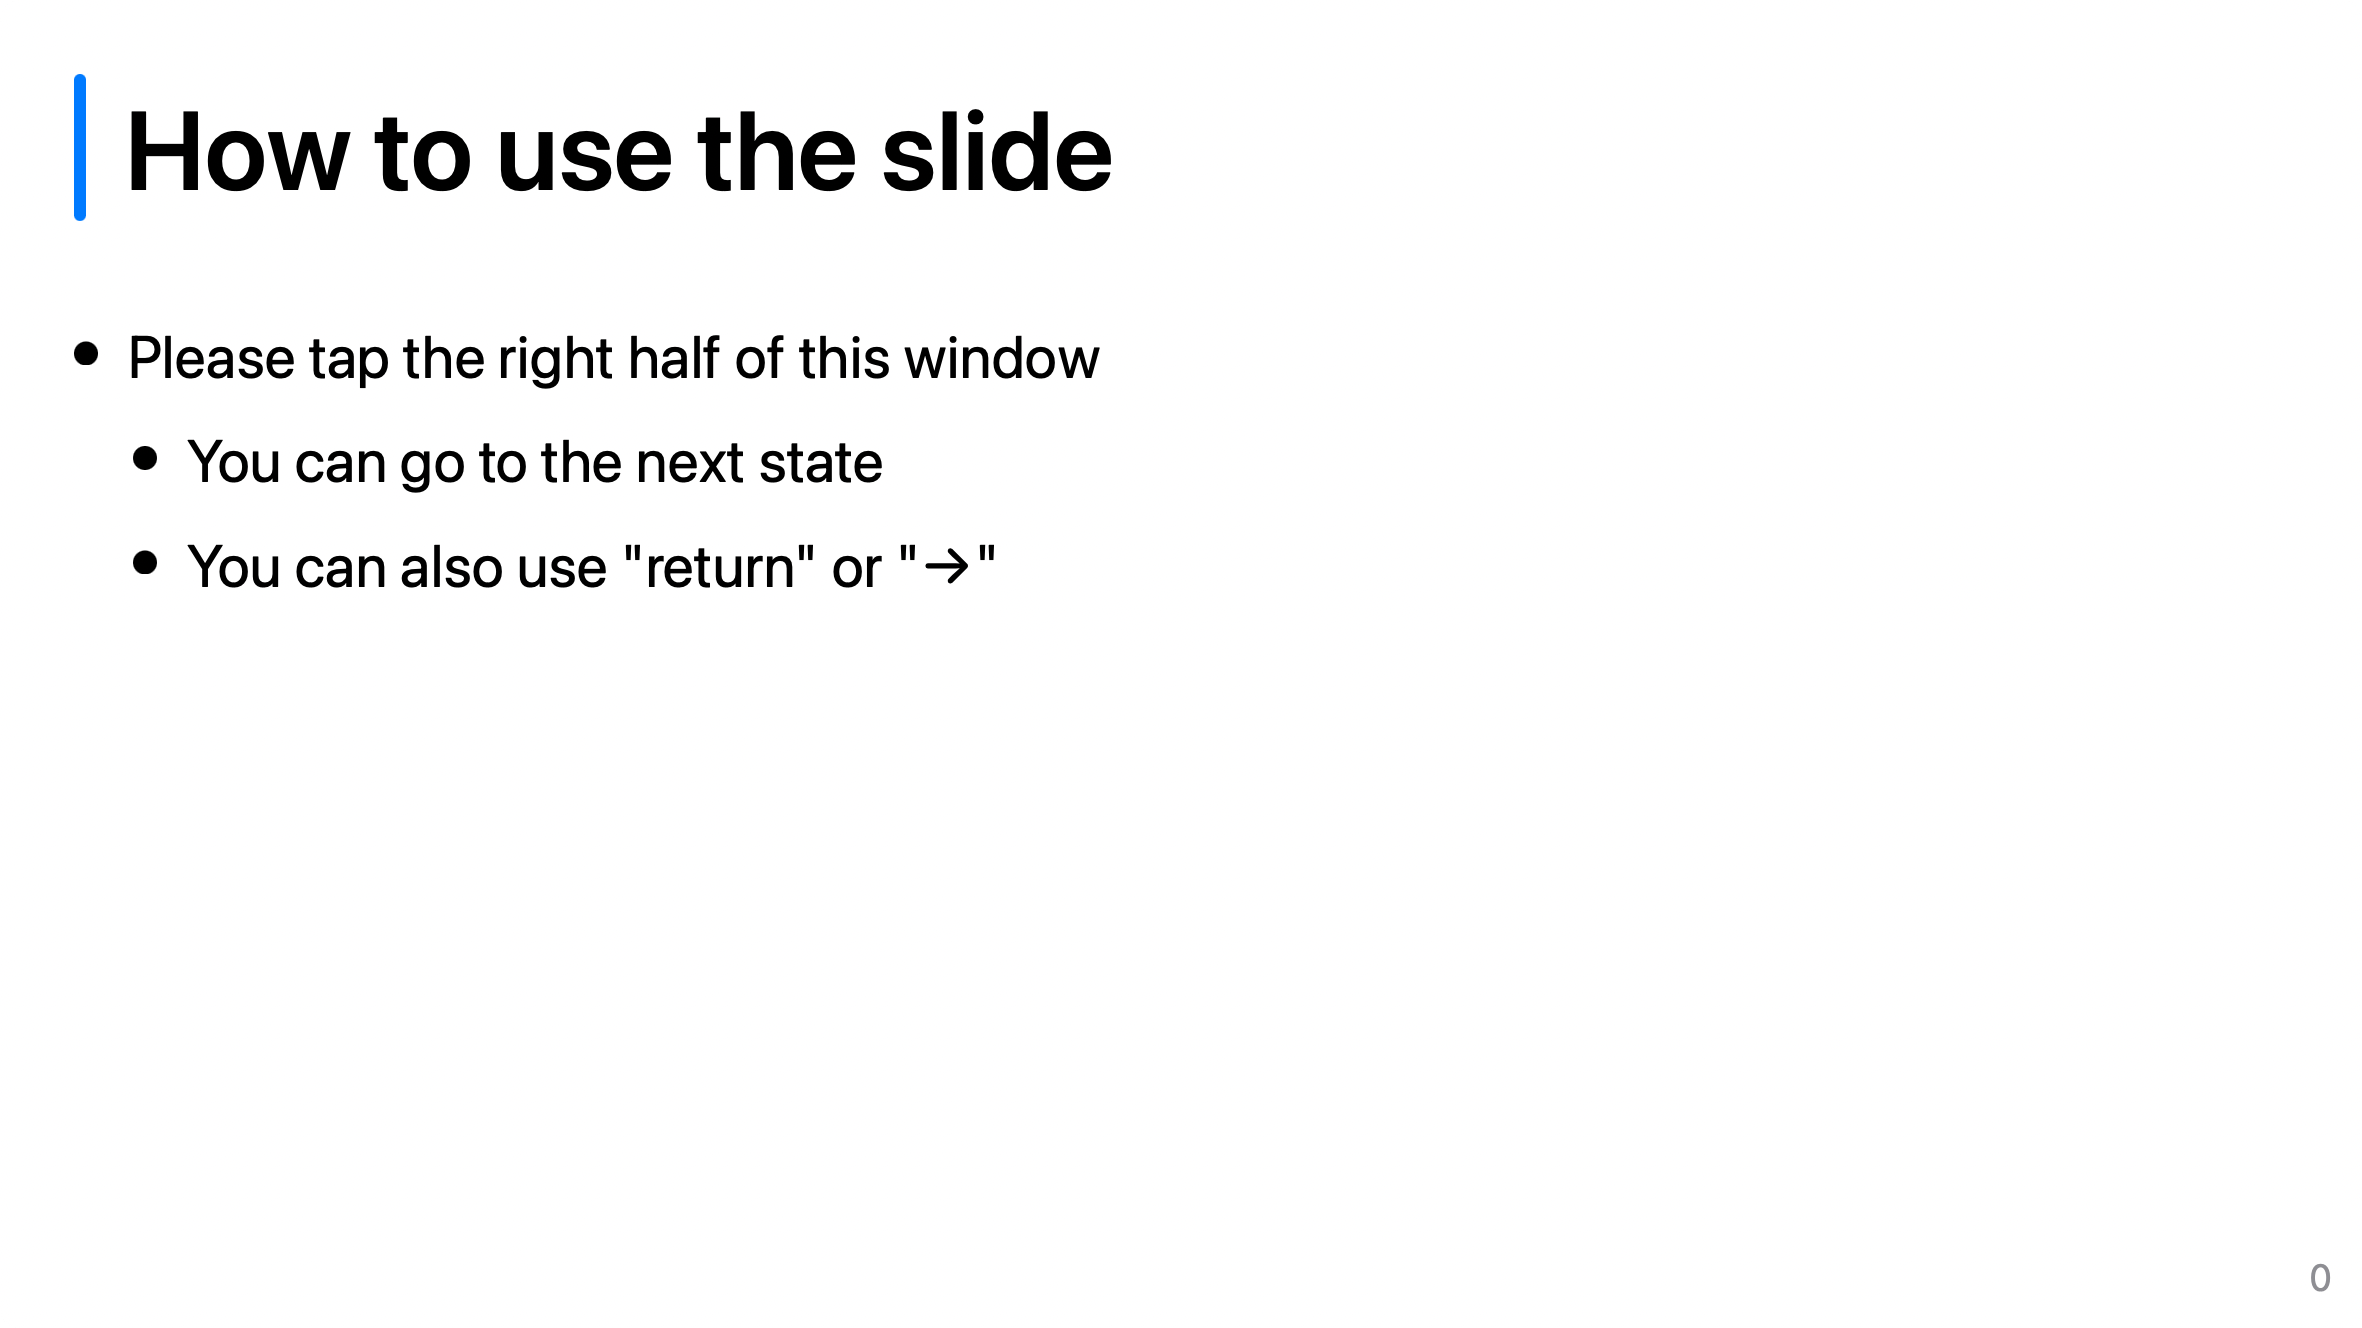 How to use the slide
• Please tap the right half of this window
• You can go to the next state
• You can also use "return" or "→"
0